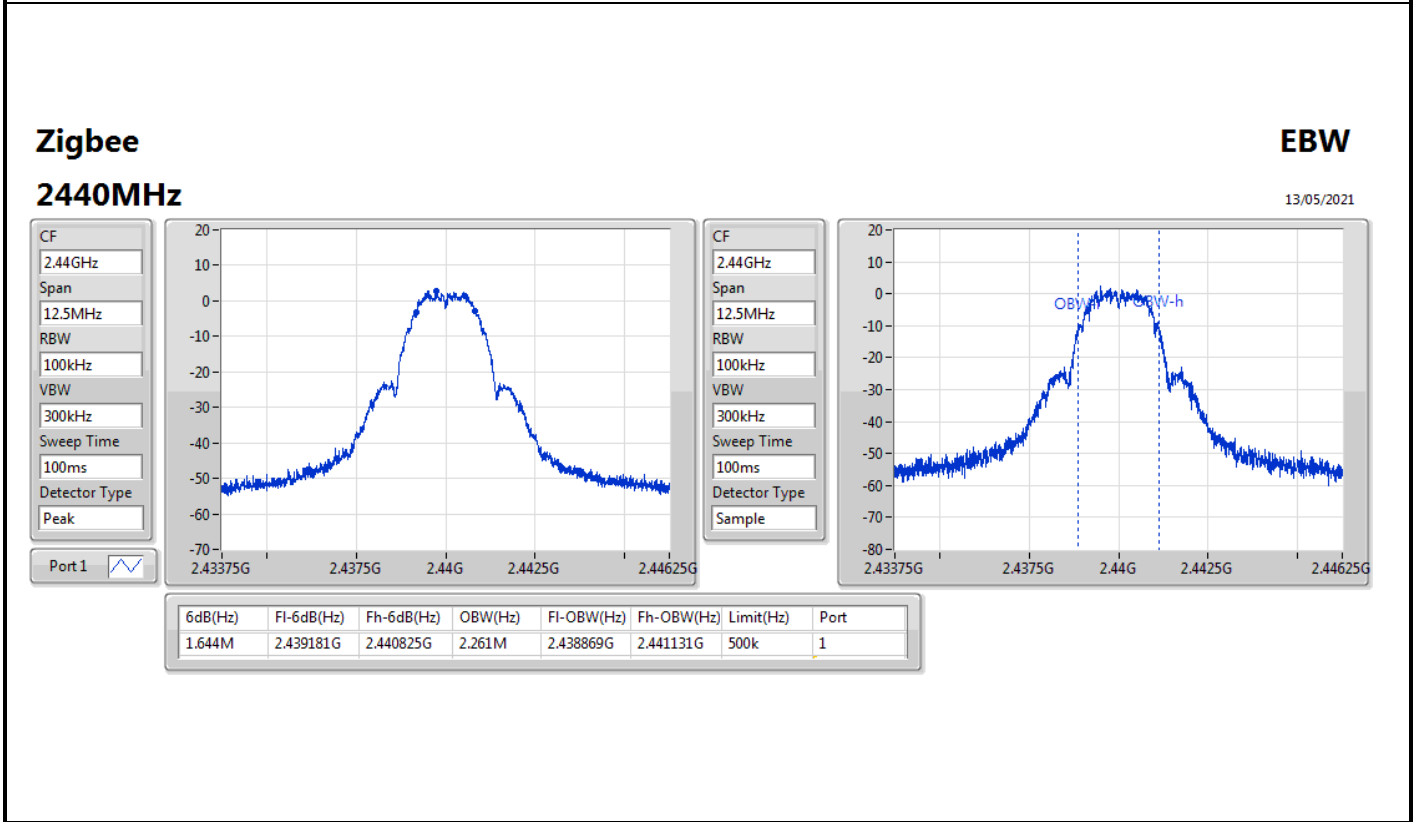 Zigbee
EBW
2440MHz
13/05/2021
CF
2.44GHz
Span
12.5MHz
RBW
100kHz
VBW
300kHz
Sweep Time
100ms
Detector Type
Peak
Port 1
20
10
0
-10
-20
-30
-40
-50
-60
-70
2.43375G 2.4375G 2.44G 2.4425G 2.44625G
CF
2.44GHz
Span
12.5MHz
RBW
100kHz
VBW
300kHz
Sweep Time
100ms
Detector Type
Sample
20
10
0
-10
-20
-30
-40
-50
-60
-70
-80
OBW-h
2.43375G 2.4375G 2.44G 2.4425G 2.44625G
6dB(Hz) Fl-6dB(Hz) Fh-6dB(Hz) OBW(Hz) Fl-OBW(Hz) Fh-OBW(Hz) Limit(Hz) Port
1.644M 2.439181G 2.440825G 2.261M 2.438869G 2.441131G 500k 1